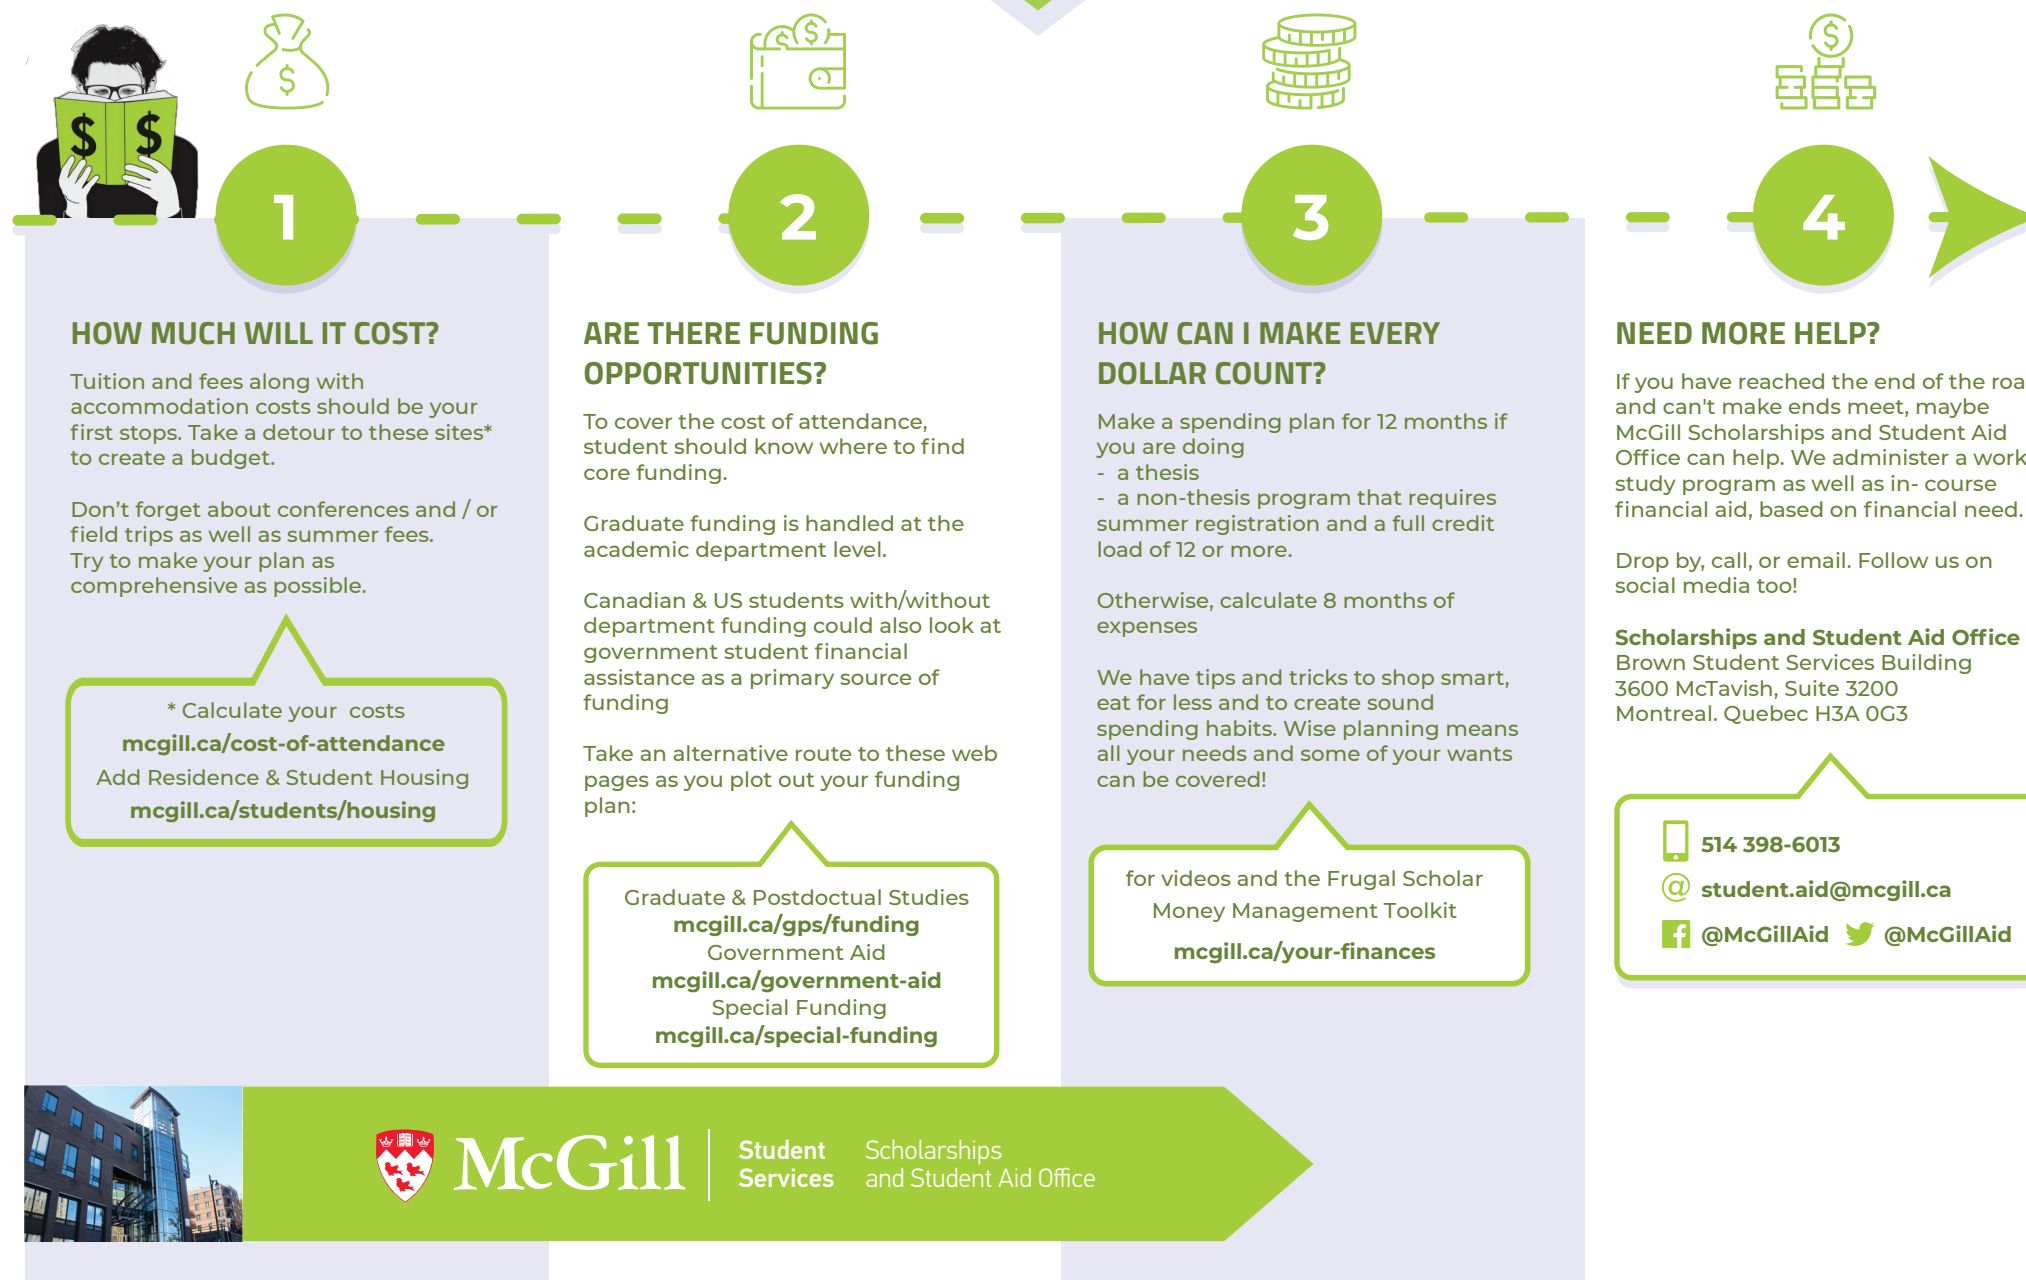 $
$
$
$
$
$
$
1
2
3
4
HOW MUCH WILL IT COST?
Tuition and fees along with
accommodation costs should be your
first stops. Take a detour to these sites*
to create a budget.
Don’t forget about conferences and / or
field trips as well as summer fees.
Try to make your plan as
comprehensive as possible.
* Calculate your costs
mcgill.ca/cost-of-attendance
Add Residence & Student Housing
mcgill.ca/students/housing
ARE THERE FUNDING
OPPORTUNITIES?
To cover the cost of attendance,
student should know where to find
core funding.
Graduate funding is handled at the
academic department level.
Canadian & US students with/without
department funding could also look at
government student financial
assistance as a primary source of
funding
Take an alternative route to these web
pages as you plot out your funding
plan:
Graduate & Postdoctual Studies
mcgill.ca/gps/funding
Government Aid
mcgill.ca/government-aid
Special Funding
mcgill.ca/special-funding
HOW CAN I MAKE EVERY
DOLLAR COUNT?
Make a spending plan for 12 months if
you are doing
- a thesis
- a non-thesis program that requires
summer registration and a full credit
load of 12 or more.
Otherwise, calculate 8 months of
expenses
We have tips and tricks to shop smart,
eat for less and to create sound
spending habits. Wise planning means
all your needs and some of your wants
can be covered!
for videos and the Frugal Scholar
Money Management Toolkit
mcgill.ca/your-finances
NEED MORE HELP?
If you have reached the end of the roa
and can't make ends meet, maybe
McGill Scholarships and Student Aid
Office can help. We administer a work
study program as well as in- course
financial aid, based on financial need.
Drop by, call, or email. Follow us on
social media too!
Scholarships and Student Aid Office
Brown Student Services Building
3600 McTavish, Suite 3200
Montreal. Quebec H3A 0G3
514 398-6013
@ student.aid@mcgill.ca
f @McGillAid @McGillAid
McGill
Student
Services
Scholarships
and Student Aid Office